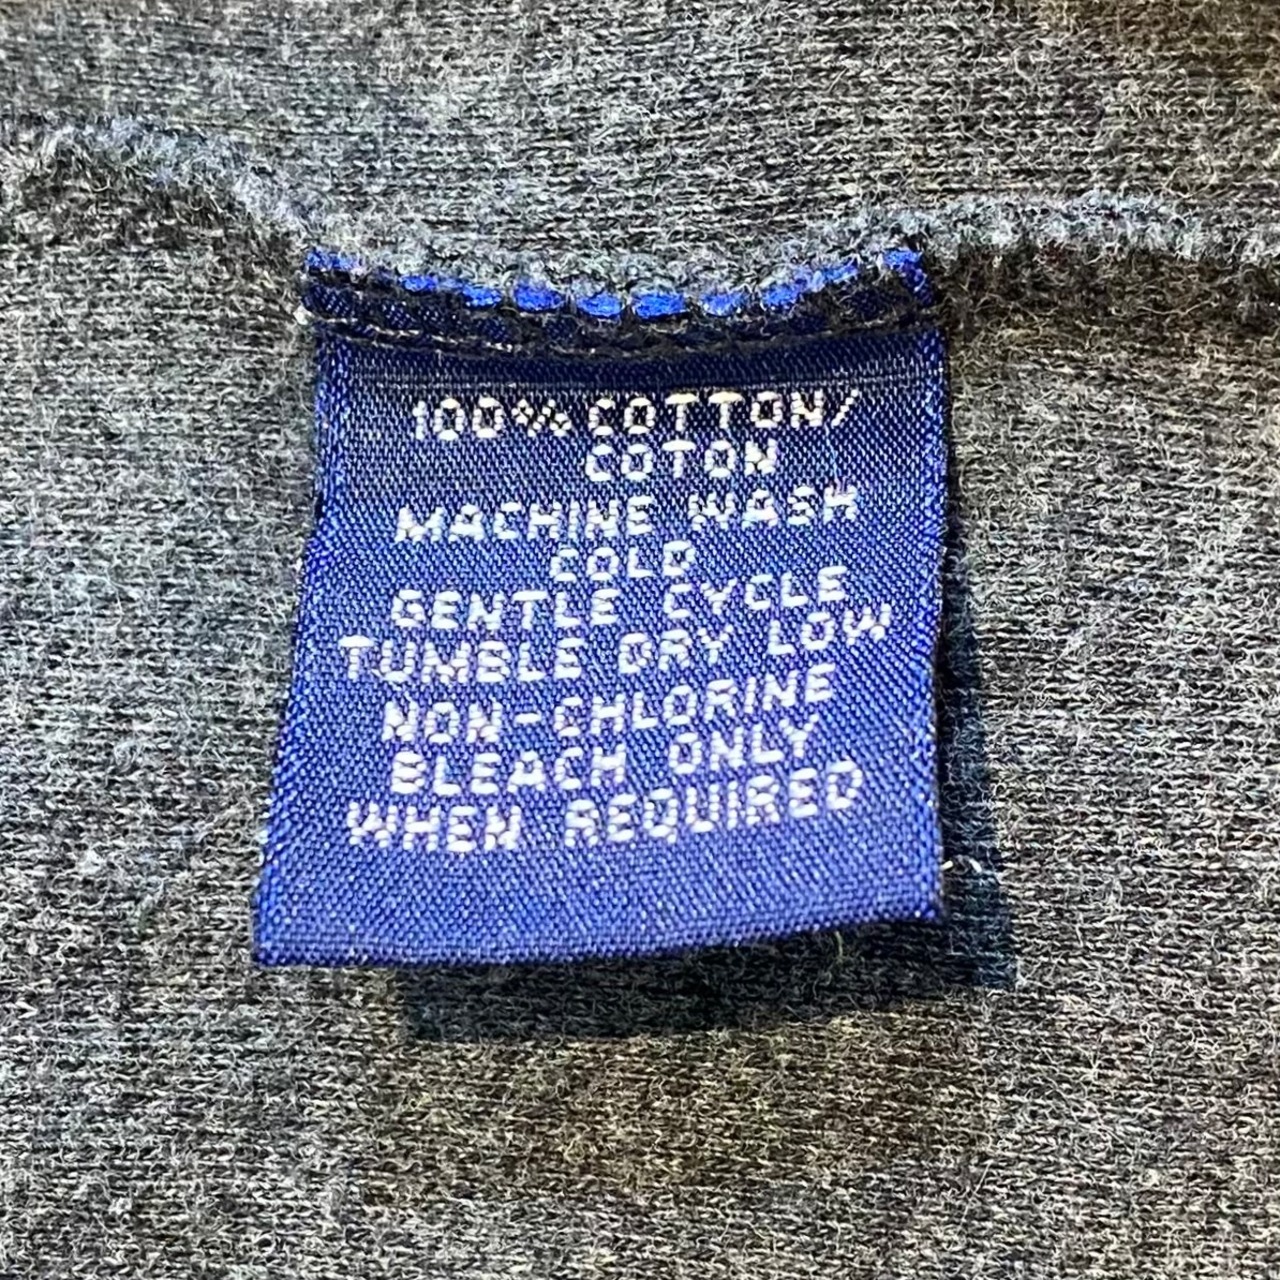 100% COTTON/
COTON
MACHINE WASH
COLD
GENTLE CYCLE
TUMBLE DRY LOW
NON-CHLORINE
BLEACH ONLY
WHEN REQUIRED